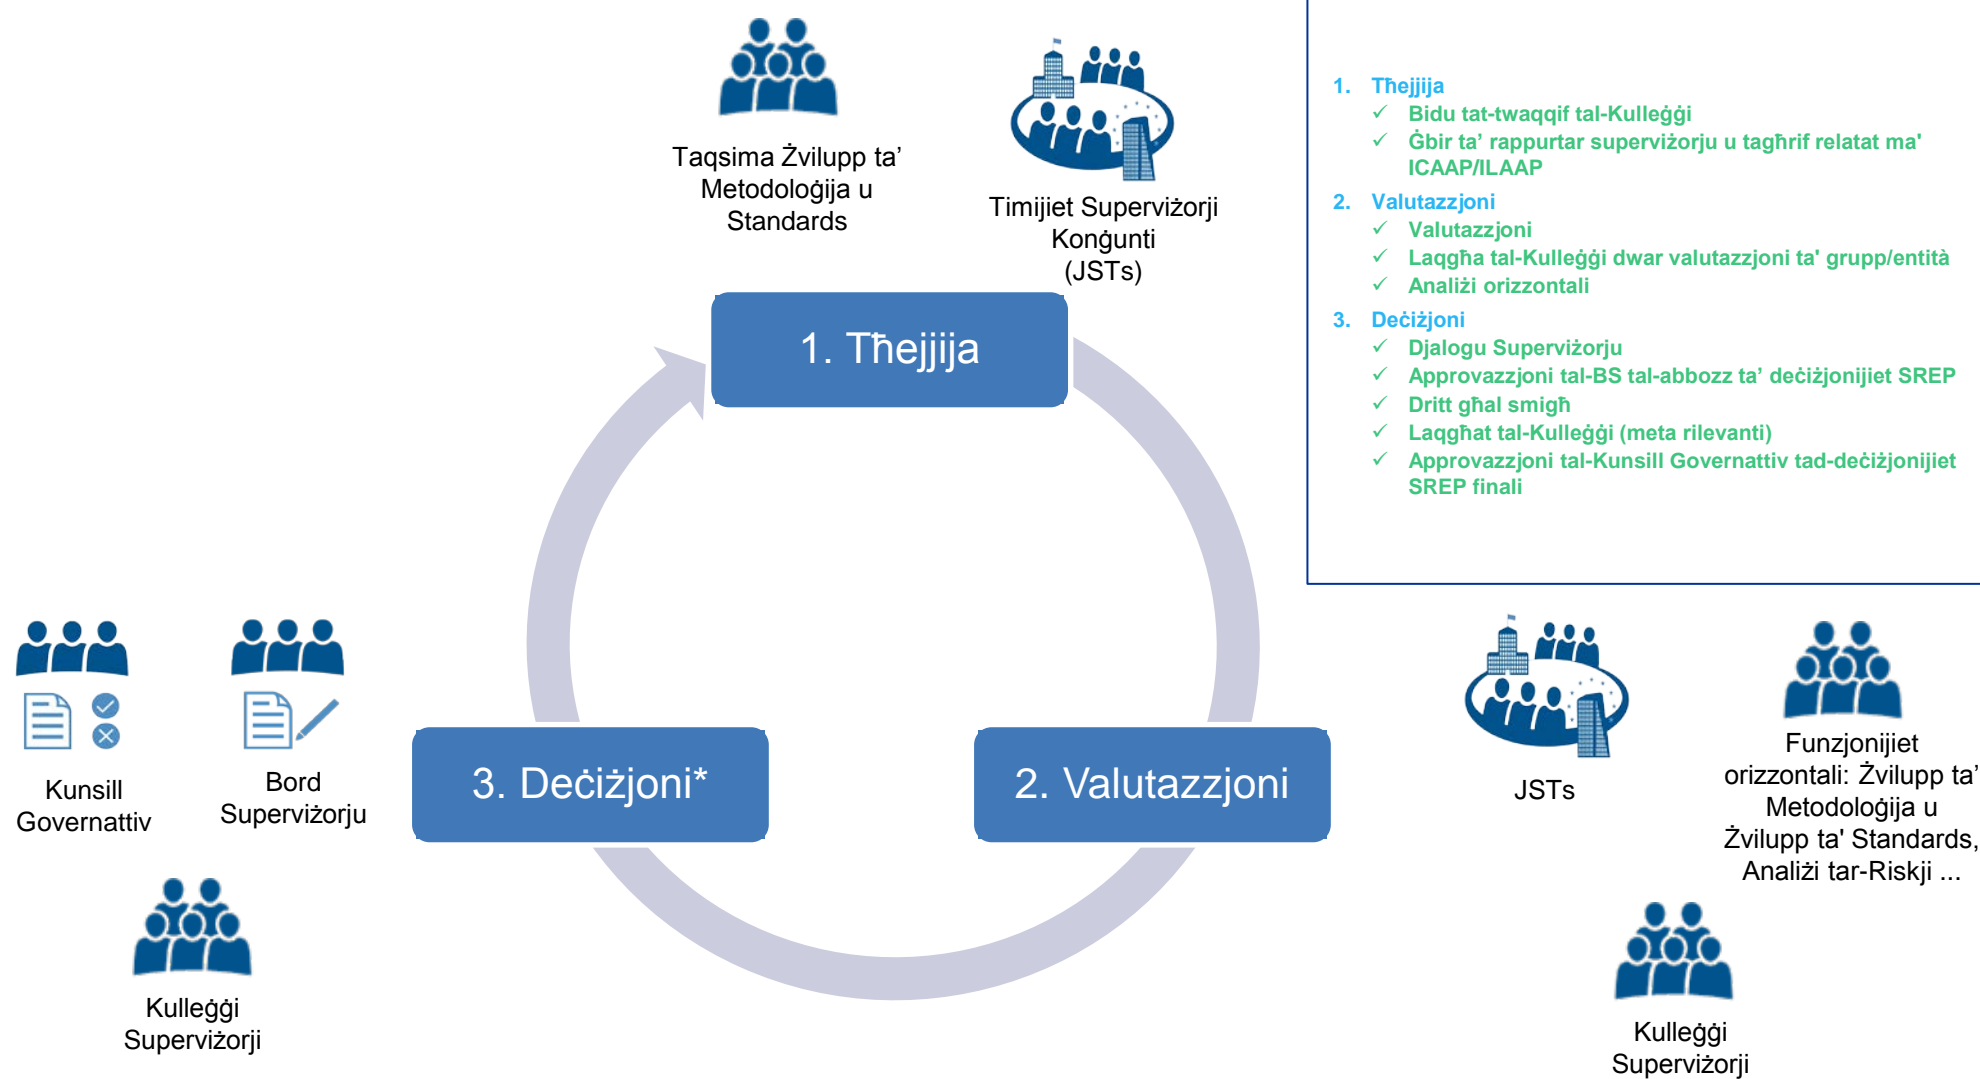 Taqsima Żvilupp ta’
Metodoloġija u
Standards
Timijiet Superviżorji
Konġunti
(JSTs)
1. Tħejjija
✓ Bidu tat-twaqqif tal-Kulleġġi
✓ Ġbir ta’ rappurtar superviżorju u tagħrif relatat ma'
ICAAP/ILAAP
2. Valutazzjoni
✓ Valutazzjoni
✓ Laqgħa tal-Kulleġġi dwar valutazzjoni ta' grupp/entità
✓ Analiżi orizzontali
3. Deċiżjoni
✓ Djalogu Superviżorju
✓ Approvazzjoni tal-BS tal-abbozz ta’ deċiżjonijiet SREP
✓ Dritt għal smigħ
✓ Laqgħat tal-Kulleġġi (meta rilevanti)
✓ Approvazzjoni tal-Kunsill Governattiv tad-deċiżjonijiet
SREP finali
1. Tħejjija
3. Deċiżjoni*
2. Valutazzjoni
Kunsill
Governattiv
Bord
Superviżorju
Kulleġġi
Superviżorji
JSTs
Funzjonijiet
orizzontali: Żvilupp ta’
Metodoloġija u
Żvilupp ta' Standards,
Analiżi tar-Riskji ...
Kulleġġi
Superviżorji